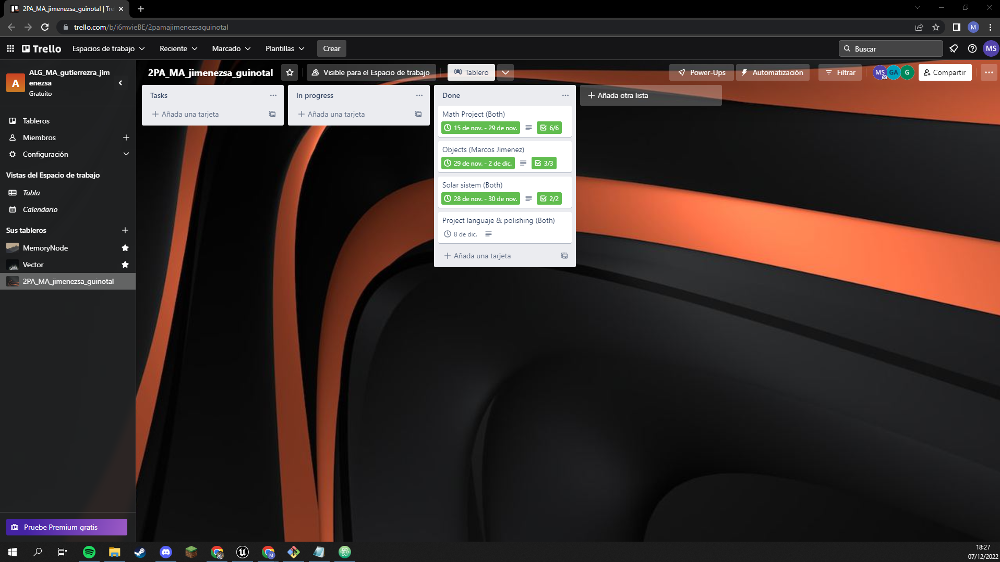 2PA_MA_jimenezsa_guinotal | Tre
trello.com/b/i6mvieBE/2pamajimenezsaguinotal
M
Trello
Espacios de trabajo
Reciente
Marcado
Plantillas
Crear
Buscar
MS
A
ALG_MA_gutierrezra_jim
enezsa
Gratuito
2PA_MA_jimenezsa_guinotal
Visible para el Espacio de trabajo
Tablero
Power-Ups
Automatización
Filtrar
MS
GA
G
Compartir
Tableros
Miembros
Configuración
Vistas del Espacio de trabajo
Tabla
Calendario
Sus tableros
MemoryNode
Vector
2PA_MA_jimenezsa_guinotal
Pruebe Premium gratis
Tasks
Añada una tarjeta
In progress
Añada una tarjeta
Done
Math Project (Both)
15 de nov. - 29 de nov.
6/6
Objects (Marcos Jimenez)
29 de nov. - 2 de dic.
3/3
Solar sistem (Both)
28 de nov. - 30 de nov.
2/2
Project languaje & polishing (Both)
8 de dic.
Añada una tarjeta
Añada otra lista
M
18:27
07/12/2022